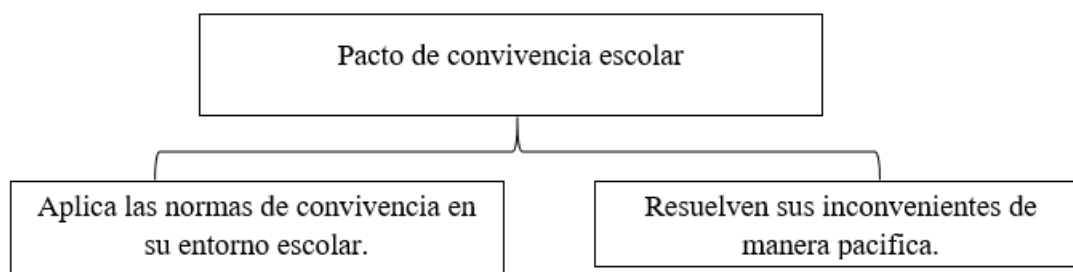 Pacto de convivencia escolar
Aplica las normas de convivencia en
su entorno escolar.
Resuelven sus inconvenientes de
manera pacifica.